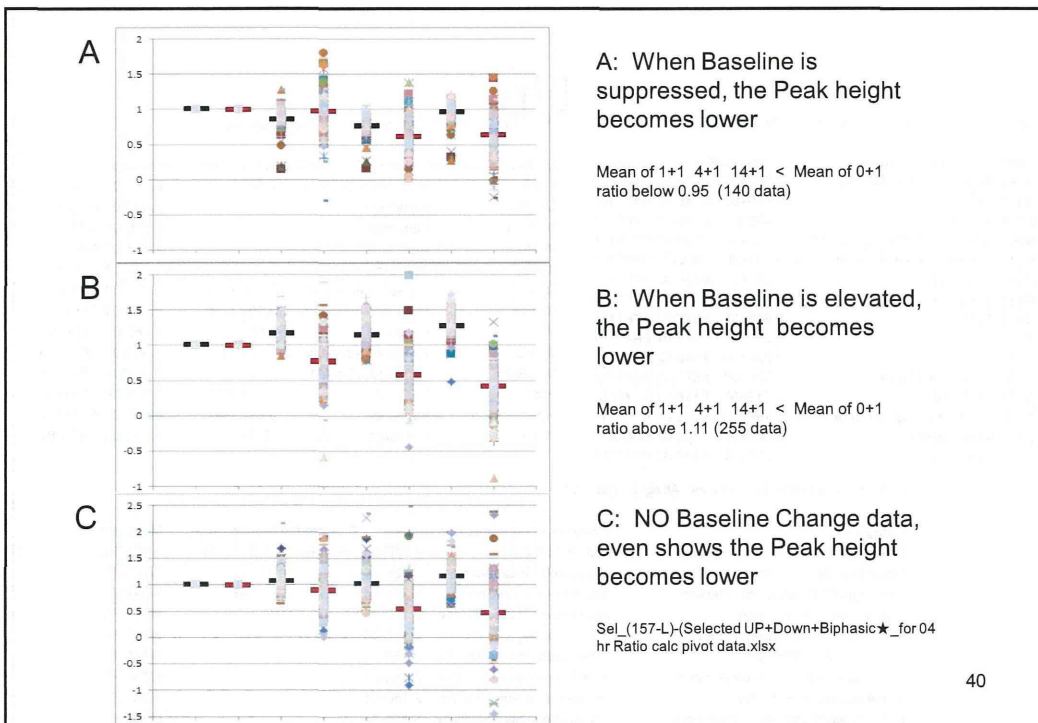 A
2
1.5
1
0.5
0
-0.5
-1
A: When Baseline is
suppressed, the Peak height
becomes lower
Mean of 1+1 4+1 14+1 < Mean of 0+1
ratio below 0.95 (140 data)
B
2
1.5
1
0.5
0
-0.5
-1
B: When Baseline is elevated,
the Peak height becomes
lower
Mean of 1+1 4+1 14+1 < Mean of 0+1
ratio above 1.11 (255 data)
C
2.5
2
1.5
1
0.5
0
-0.5
-1
-1.5
C: NO Baseline Change data,
even shows the Peak height
becomes lower
Sel_(157-L)-(Selected UP+Down+Biphasic★_for 04
hr Ratio calc pivot data.xlsx
40